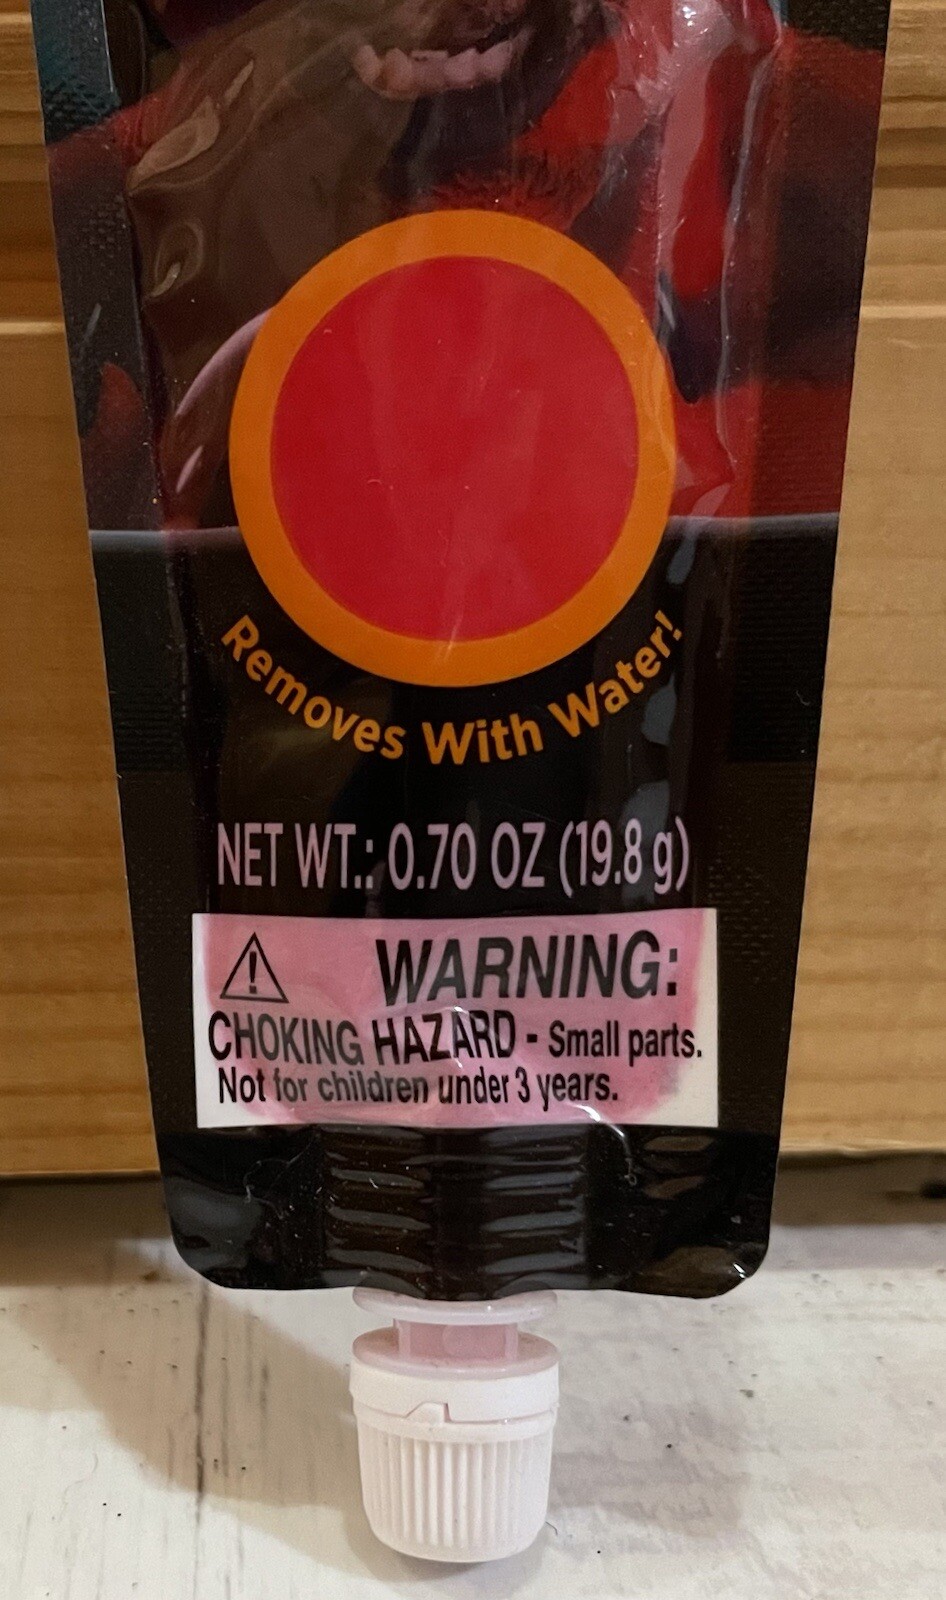 Removes With Water!
NET WT.: 0.70 OZ (19.8 g)
WARNING:
CHOKING HAZARD - Small parts.
Not for children under 3 years.